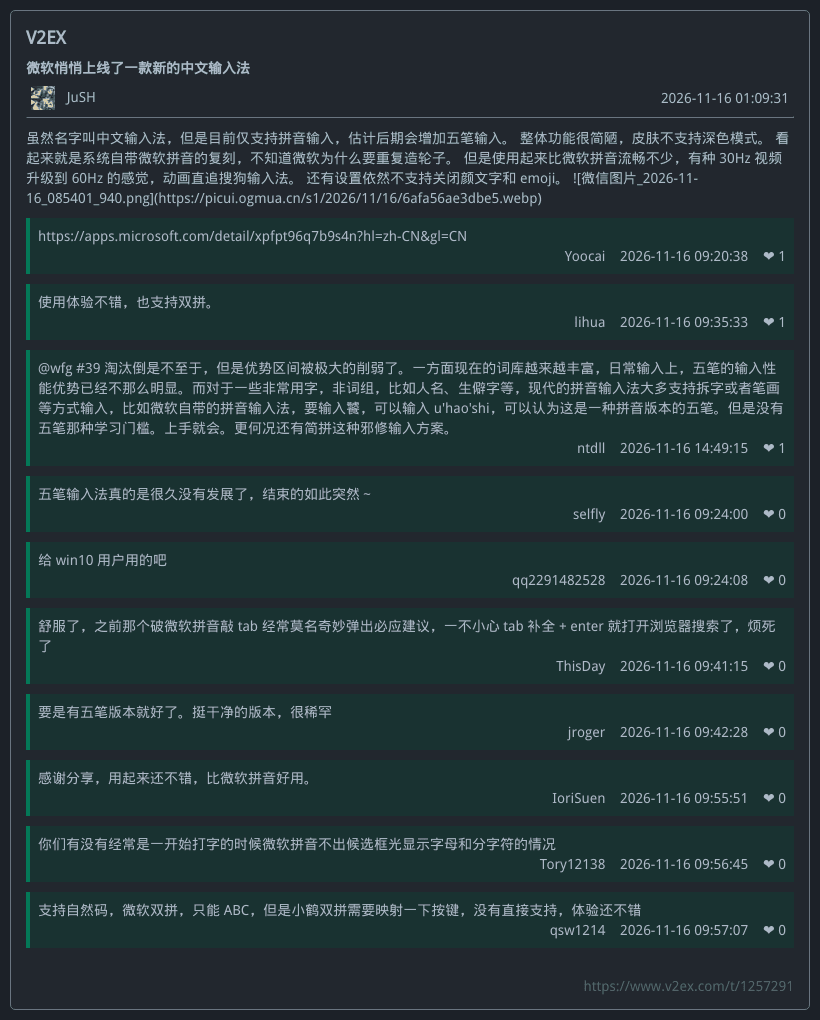 V2EX
微软悄悄上线了一款新的中文输入法
JuSH
2026-11-16 01:09:31
虽然名字叫中文输入法，但是目前仅支持拼音输入，估计后期会增加五笔输入。 整体功能很简陋，皮肤不支持深色模式。 看
起来就是系统自带微软拼音的复刻，不知道微软为什么要重复造轮子。 但是使用起来比微软拼音流畅不少，有种 30Hz 视频
升级到 60Hz 的感觉，动画直追搜狗输入法。 还有设置依然不支持关闭颜文字和 emoji。 ![微信图片_2026-11-
16_085401_940.png](https://picui.ogmua.cn/s1/2026/11/16/6afa56ae3dbe5.webp)
https://apps.microsoft.com/detail/xpfpt96q7b9s4n?hl=zh-CN&gl=CN
Yoocai 2026-11-16 09:20:38 ❤ 1
使用体验不错，也支持双拼。
lihua 2026-11-16 09:35:33 ❤ 1
@wfg #39 淘汰倒是不至于，但是优势区间被极大的削弱了。一方面现在的词库越来越丰富，日常输入上，五笔的输入性
能优势已经不那么明显。而对于一些非常用字，非词组，比如人名、生僻字等，现代的拼音输入法大多支持拆字或者笔画
等方式输入，比如微软自带的拼音输入法，要输入饕，可以输入 u'hao'shi，可以认为这是一种拼音版本的五笔。但是没有
五笔那种学习门槛。上手就会。更何况还有简拼这种邪修输入方案。
ntdll 2026-11-16 14:49:15 ❤ 1
五笔输入法真的是很久没有发展了，结束的如此突然 ~
selfly 2026-11-16 09:24:00 ❤ 0
给 win10 用户用的吧
qq2291482528 2026-11-16 09:24:08 ❤ 0
舒服了，之前那个破微软拼音敲 tab 经常莫名奇妙弹出必应建议，一不小心 tab 补全 + enter 就打开浏览器搜索了，烦死
了
ThisDay 2026-11-16 09:41:15 ❤ 0
要是有五笔版本就好了。挺干净的版本，很稀罕
jroger 2026-11-16 09:42:28 ❤ 0
感谢分享，用起来还不错，比微软拼音好用。
IoriSuen 2026-11-16 09:55:51 ❤ 0
你们有没有经常是一开始打字的时候微软拼音不出候选框光显示字母和分字符的情况
Tory12138 2026-11-16 09:56:45 ❤ 0
支持自然码，微软双拼，只能 ABC，但是小鹤双拼需要映射一下按键，没有直接支持，体验还不错
qsw1214 2026-11-16 09:57:07 ❤ 0
https://www.v2ex.com/t/1257291